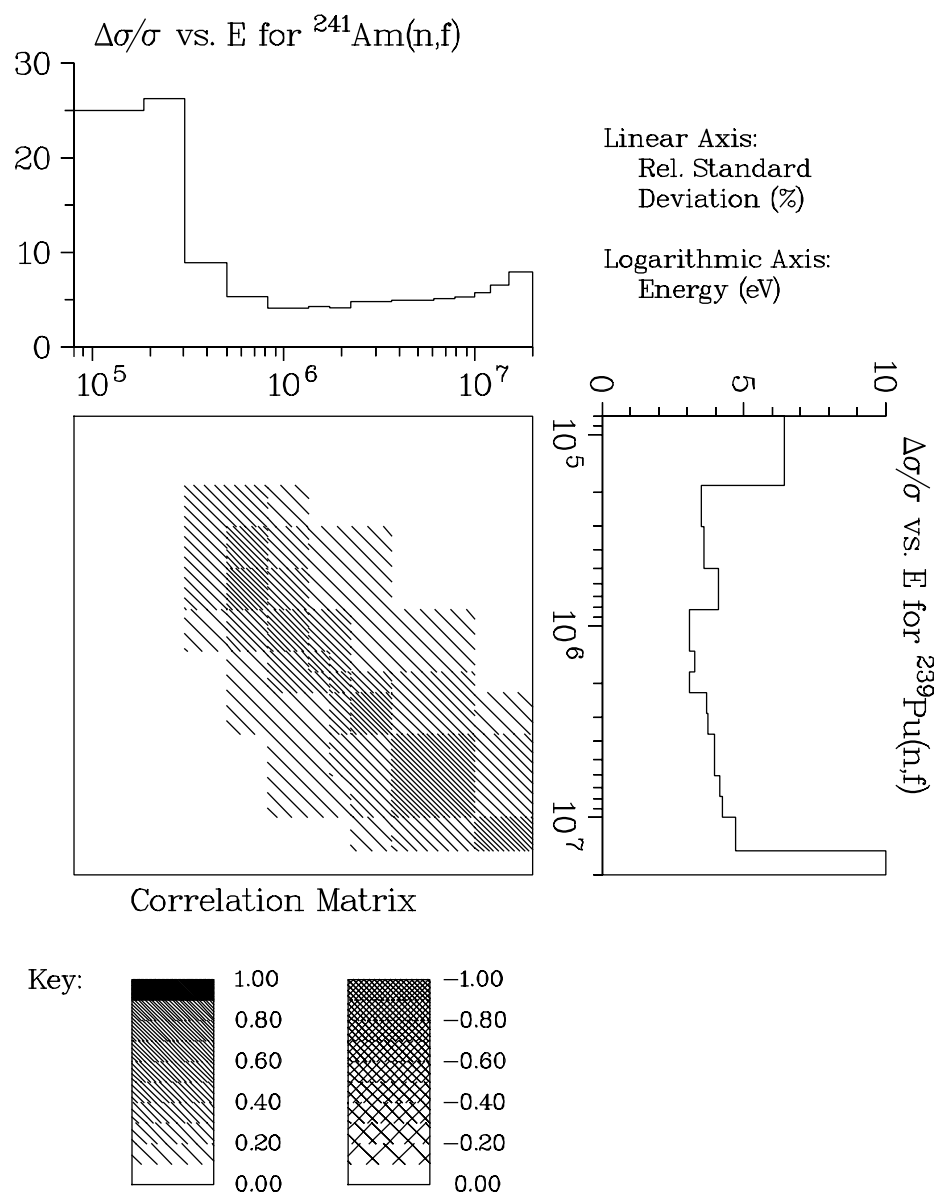 Δσ/σ vs. E for ²⁴¹Am(n,f)
30
20
10
0
10⁵ 10⁶ 10⁷
Linear Axis:
Rel. Standard
Deviation (%)
Logarithmic Axis:
Energy (eV)
0 5 10
10⁵
10⁶
10⁷
Δσ/σ vs. E for ²³⁹Pu(n,f)
Correlation Matrix
Key:
1.00 -1.00
0.80 -0.80
0.60 -0.60
0.40 -0.40
0.20 -0.20
0.00 0.00